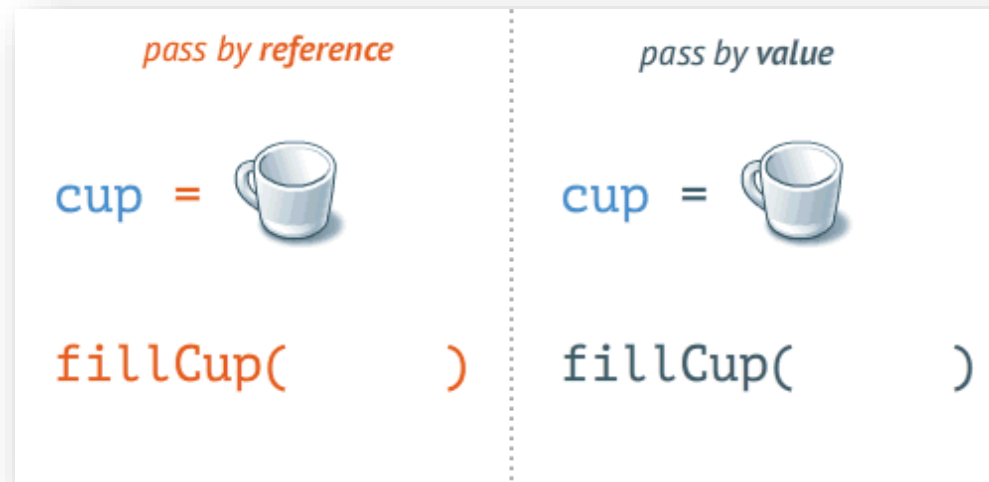 pass by reference
cup =
fillCup( )
pass by value
cup =
fillCup( )